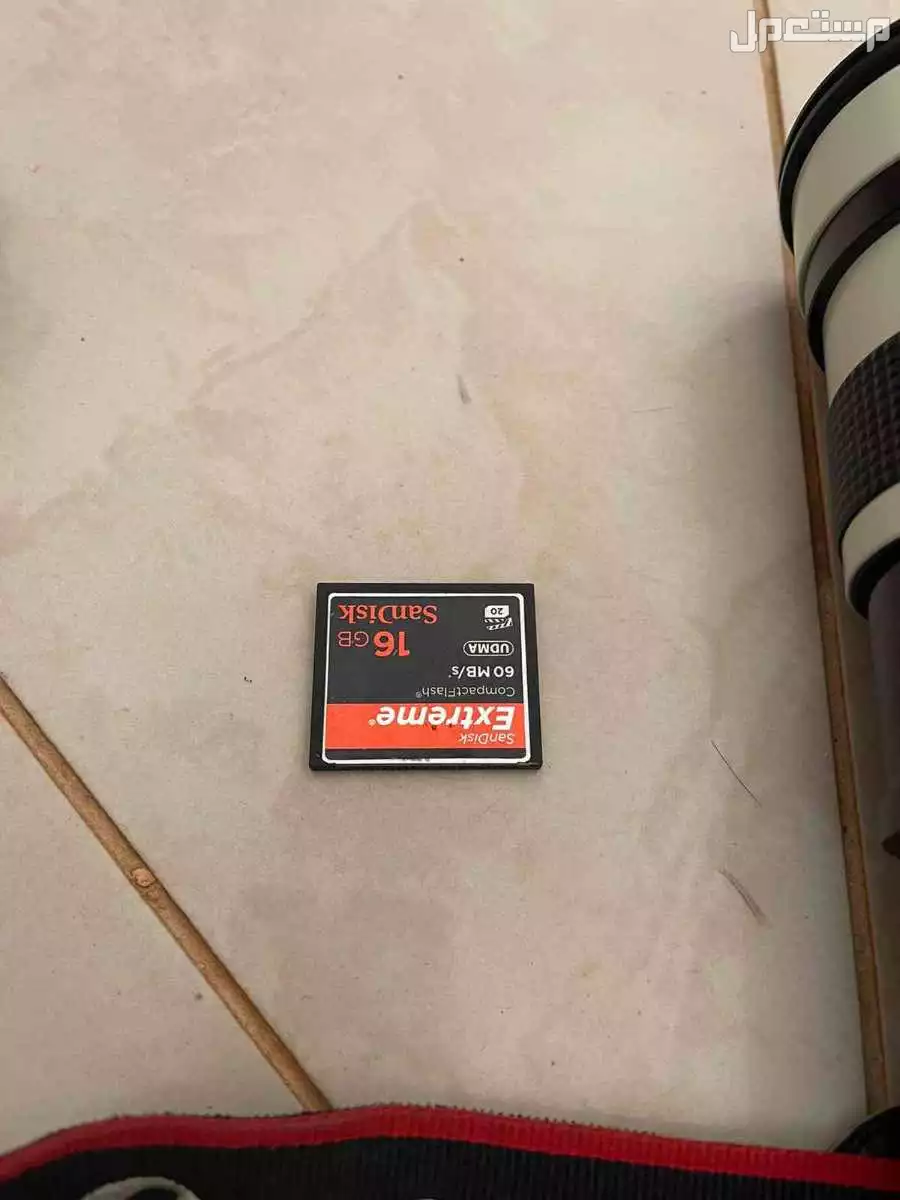 مستعمل
SanDisk
Extreme®
CompactFlash®
60 MB/s*
UDMA
20
16 GB
SanDisk